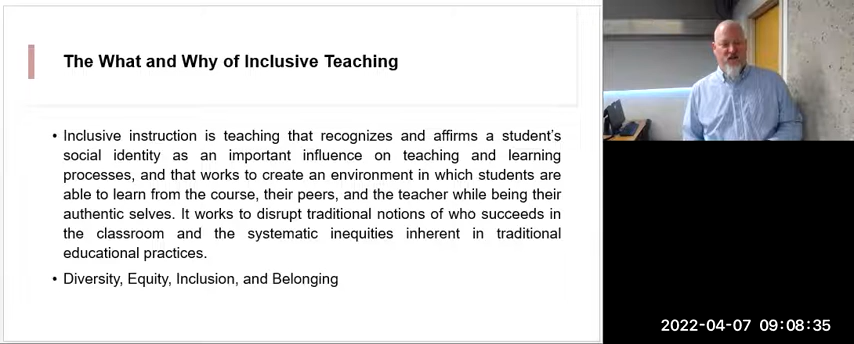 The What and Why of Inclusive Teaching
• Inclusive instruction is teaching that recognizes and affirms a student's
social identity as an important influence on teaching and learning
processes, and that works to create an environment in which students are
able to learn from the course, their peers, and the teacher while being their
authentic selves. It works to disrupt traditional notions of who succeeds in
the classroom and the systematic inequities inherent in traditional
educational practices.
• Diversity, Equity, Inclusion, and Belonging
2022-04-07 09:08:35